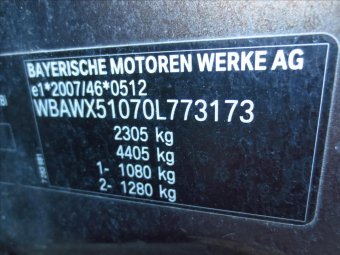 BAYERISCHE MOTOREN WERKE AG
e1*2007/46*0512
WBAWX51070L773173
2305 kg
4405 kg
1- 1080 kg
2- 1280 kg